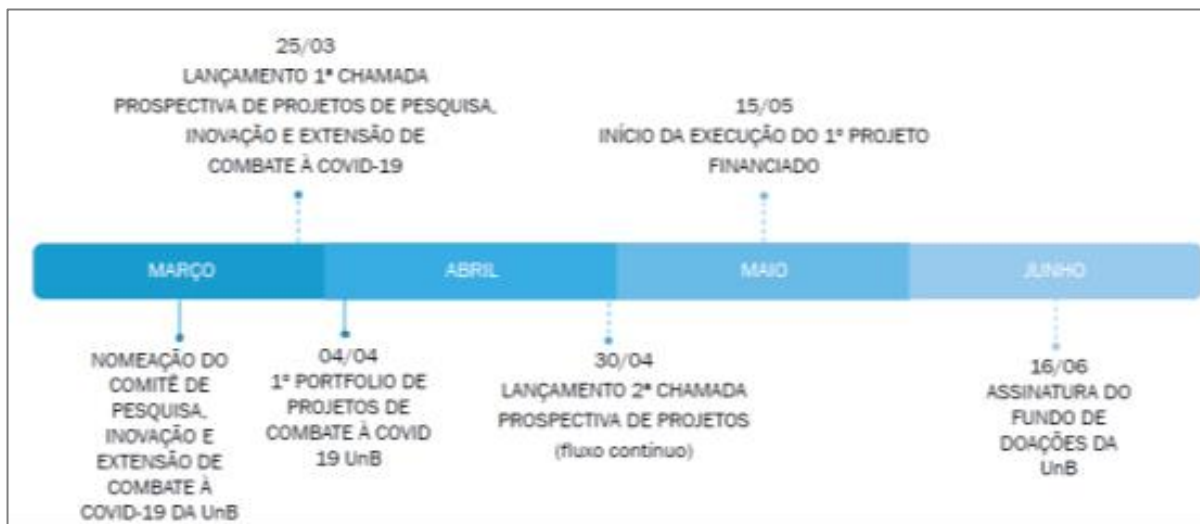 25/03
LANÇAMENTO 1ª CHAMADA
PROSPECTIVA DE PROJETOS DE PESQUISA,
INOVAÇÃO E EXTENSÃO DE
COMBATE À COVID-19
15/05
INÍCIO DA EXECUÇÃO DO 1º PROJETO
FINANCIADO
MARÇO
ABRIL
MAIO
JUNHO
NOMEAÇÃO DO
COMITÊ DE
PESQUISA,
INOVAÇÃO E
EXTENSÃO DE
COMBATE À
COVID-19 DA UnB
04/04
1º PORTFOLIO DE
PROJETOS DE
COMBATE À COVID
19 UnB
30/04
LANÇAMENTO 2ª CHAMADA
PROSPECTIVA DE PROJETOS
(fluxo contínuo)
16/06
ASSINATURA DO
FUNDO DE
DOAÇÕES DA
UnB